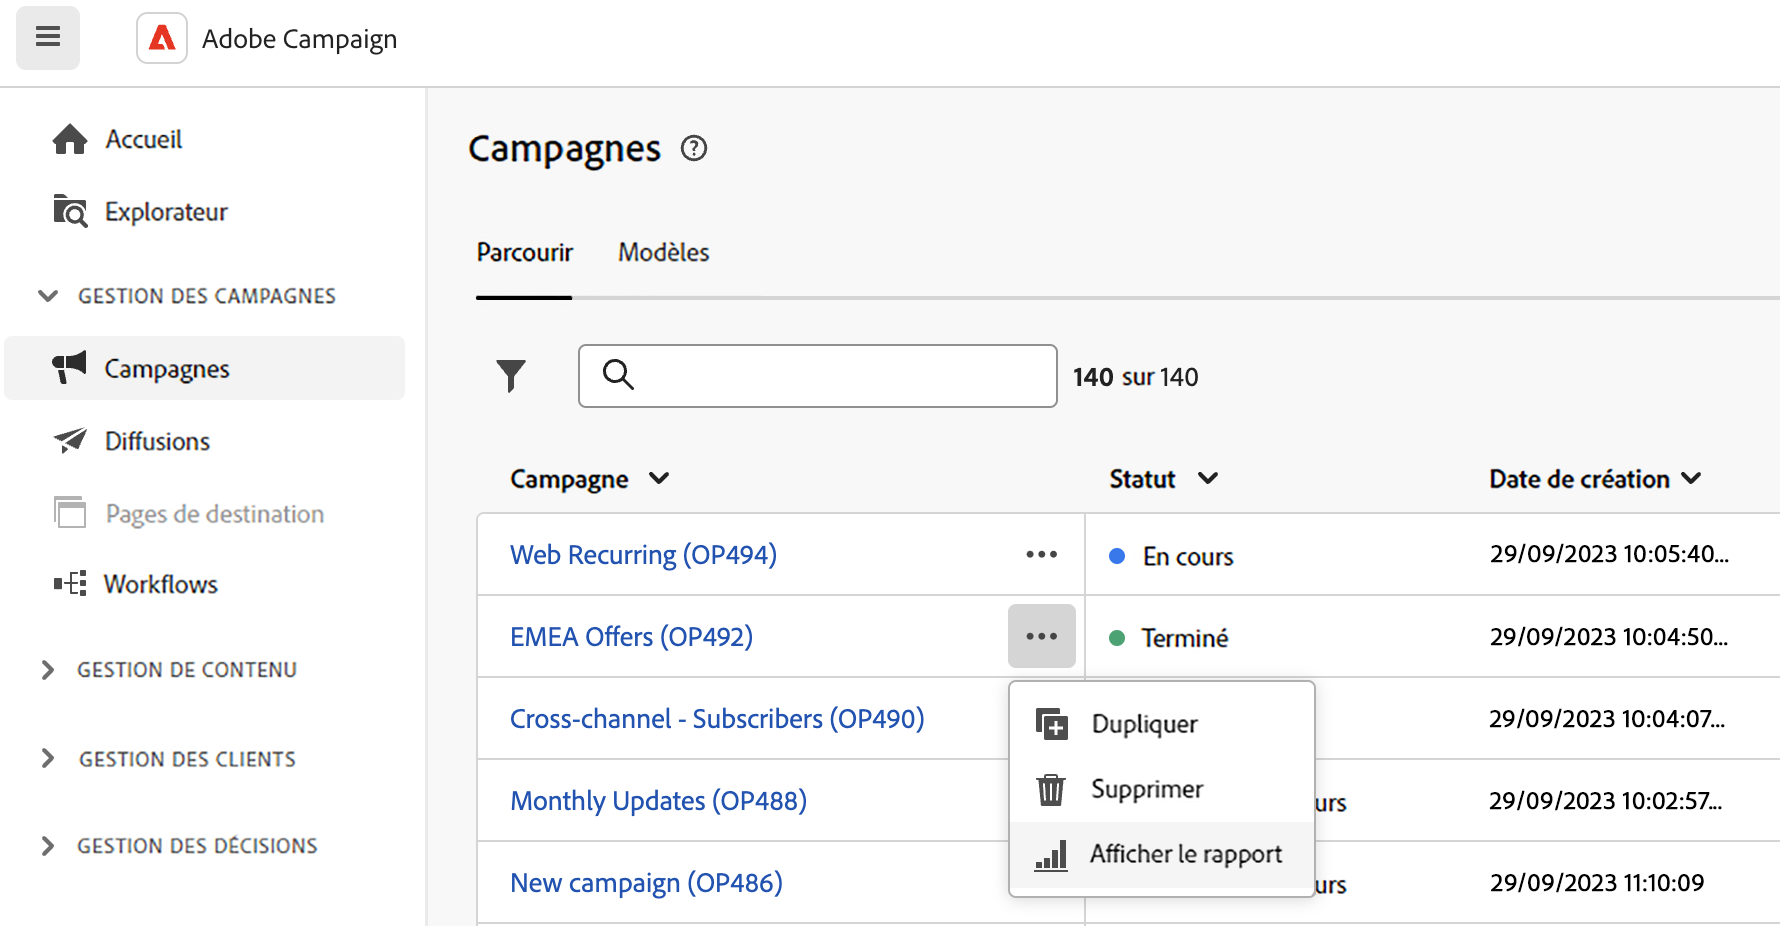 Adobe Campaign
Accueil
Explorateur
GESTION DES CAMPAGNES
Campagnes
Diffusions
Pages de destination
Workflows
GESTION DE CONTENU
GESTION DES CLIENTS
GESTION DES DÉCISIONS
Campagnes
Parcourir Modèles
140 sur 140
Campagne Statut Date de création
Web Recurring (OP494) En cours 29/09/2023 10:05:40...
EMEA Offers (OP492) Terminé 29/09/2023 10:04:50...
Cross-channel - Subscribers (OP490) 29/09/2023 10:04:07...
Monthly Updates (OP488) urs 29/09/2023 10:02:57...
New campaign (OP486) urs 29/09/2023 11:10:09
Dupliquer
Supprimer
Afficher le rapport